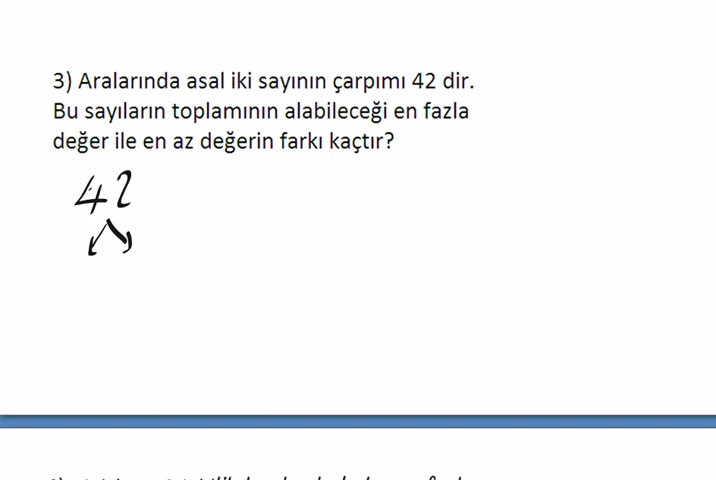 3) Aralarında asal iki sayının çarpımı 42 dir.
Bu sayıların toplamının alabileceği en fazla
değer ile en az değerin farkı kaçtır?
42